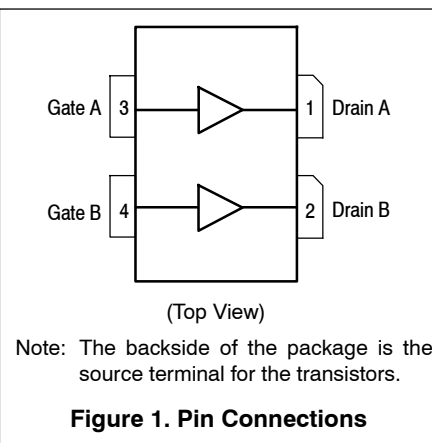 Gate A 3 1 Drain A
Gate B 4 2 Drain B
(Top View)
Note: The backside of the package is the
source terminal for the transistors.
Figure 1. Pin Connections